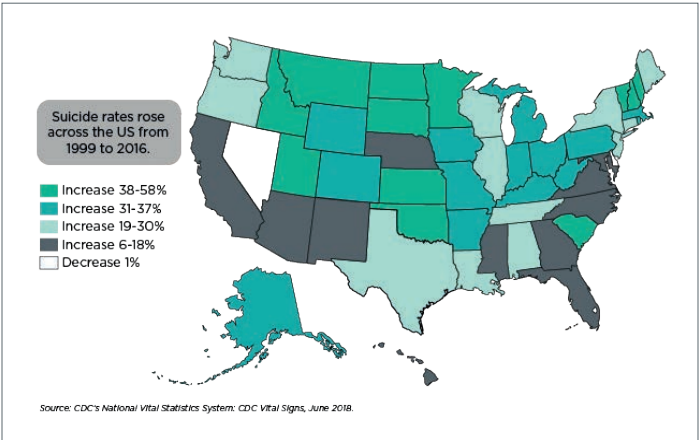 Suicide rates rose
across the US from
1999 to 2016.
Increase 38-58%
Increase 31-37%
Increase 19-30%
Increase 6-18%
Decrease 1%
Source: CDC's National Vital Statistics System; CDC Vital Signs, June 2018.